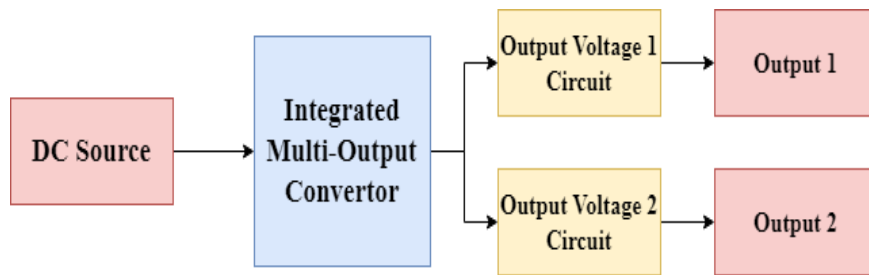 DC Source
Integrated
Multi-Output
Convertor
Output Voltage 1
Circuit
Output 1
Output Voltage 2
Circuit
Output 2